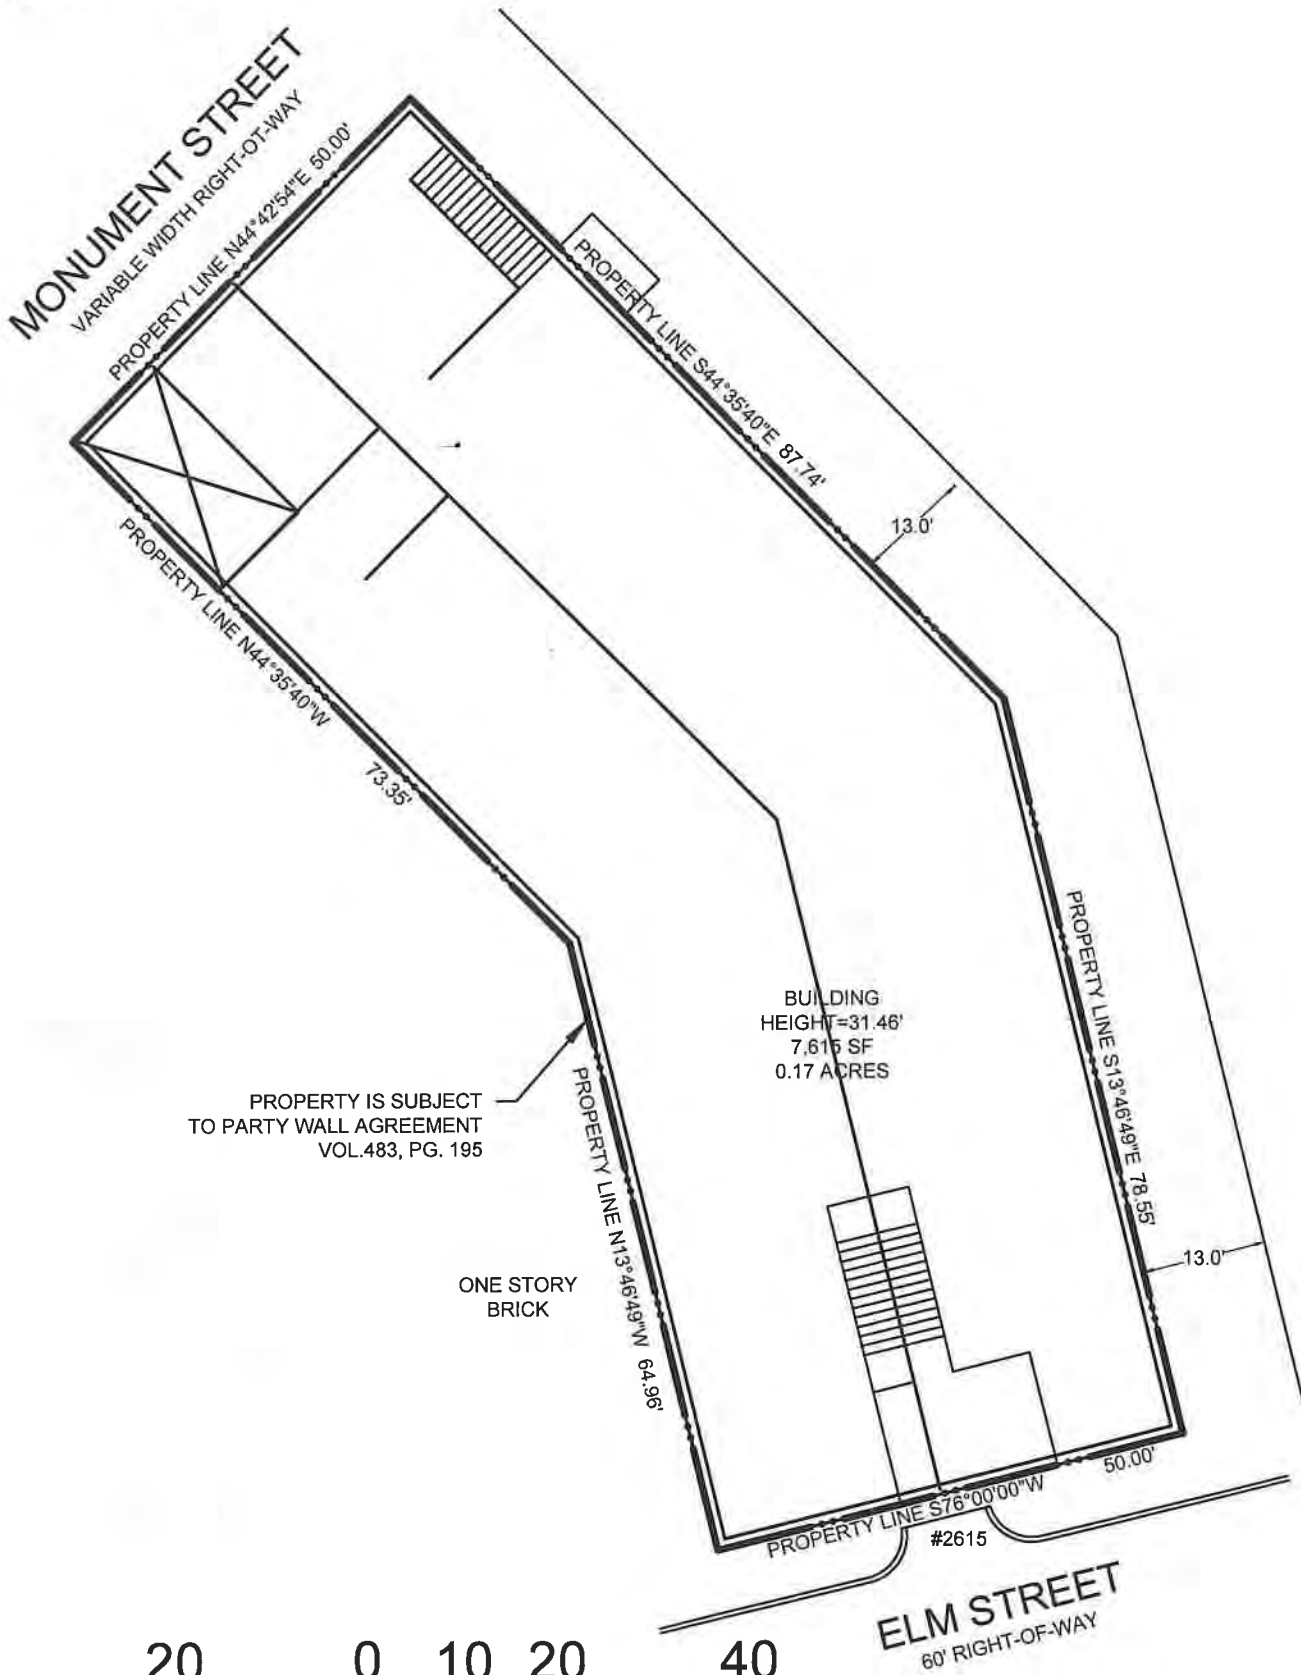 MONUMENT STREET
VARIABLE WIDTH RIGHT-OT-WAY
PROPERTY LINE N44°42'54"E 50.00'
PROPERTY LINE S44°35'40"E 87.74'
13.0'
PROPERTY LINE N44°35'40"W
73.35'
BUILDING
HEIGHT=31.46'
7,615 SF
0.17 ACRES
PROPERTY LINE S13°46'49"E 78.55'
PROPERTY IS SUBJECT
TO PARTY WALL AGREEMENT
VOL.483, PG. 195
PROPERTY LINE N13°46'49"W 64.96'
13.0'
ONE STORY
BRICK
50.00'
PROPERTY LINE S76°00'00"W
#2615
ELM STREET
60' RIGHT-OF-WAY
20 0 10 20 40